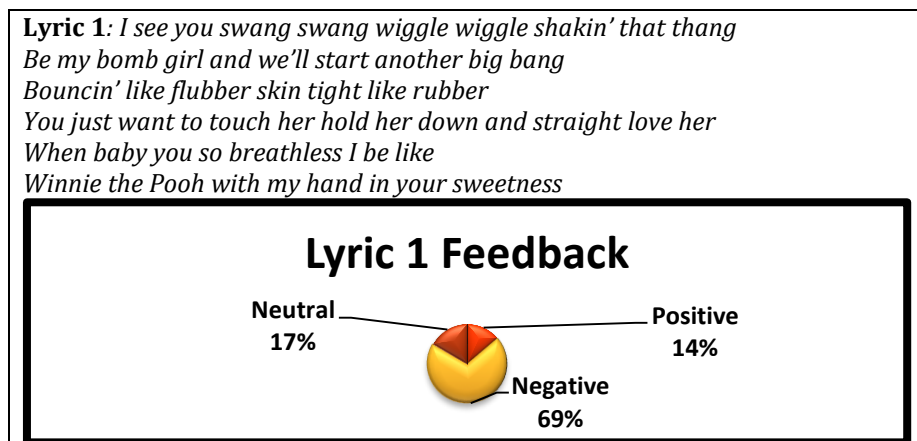 Lyric 1: I see you swang swang wiggle wiggle shakin’ that thang
Be my bomb girl and we’ll start another big bang
Bouncin’ like flubber skin tight like rubber
You just want to touch her hold her down and straight love her
When baby you so breathless I be like
Winnie the Pooh with my hand in your sweetness
Lyric 1 Feedback
Neutral
17%
Positive
14%
Negative
69%